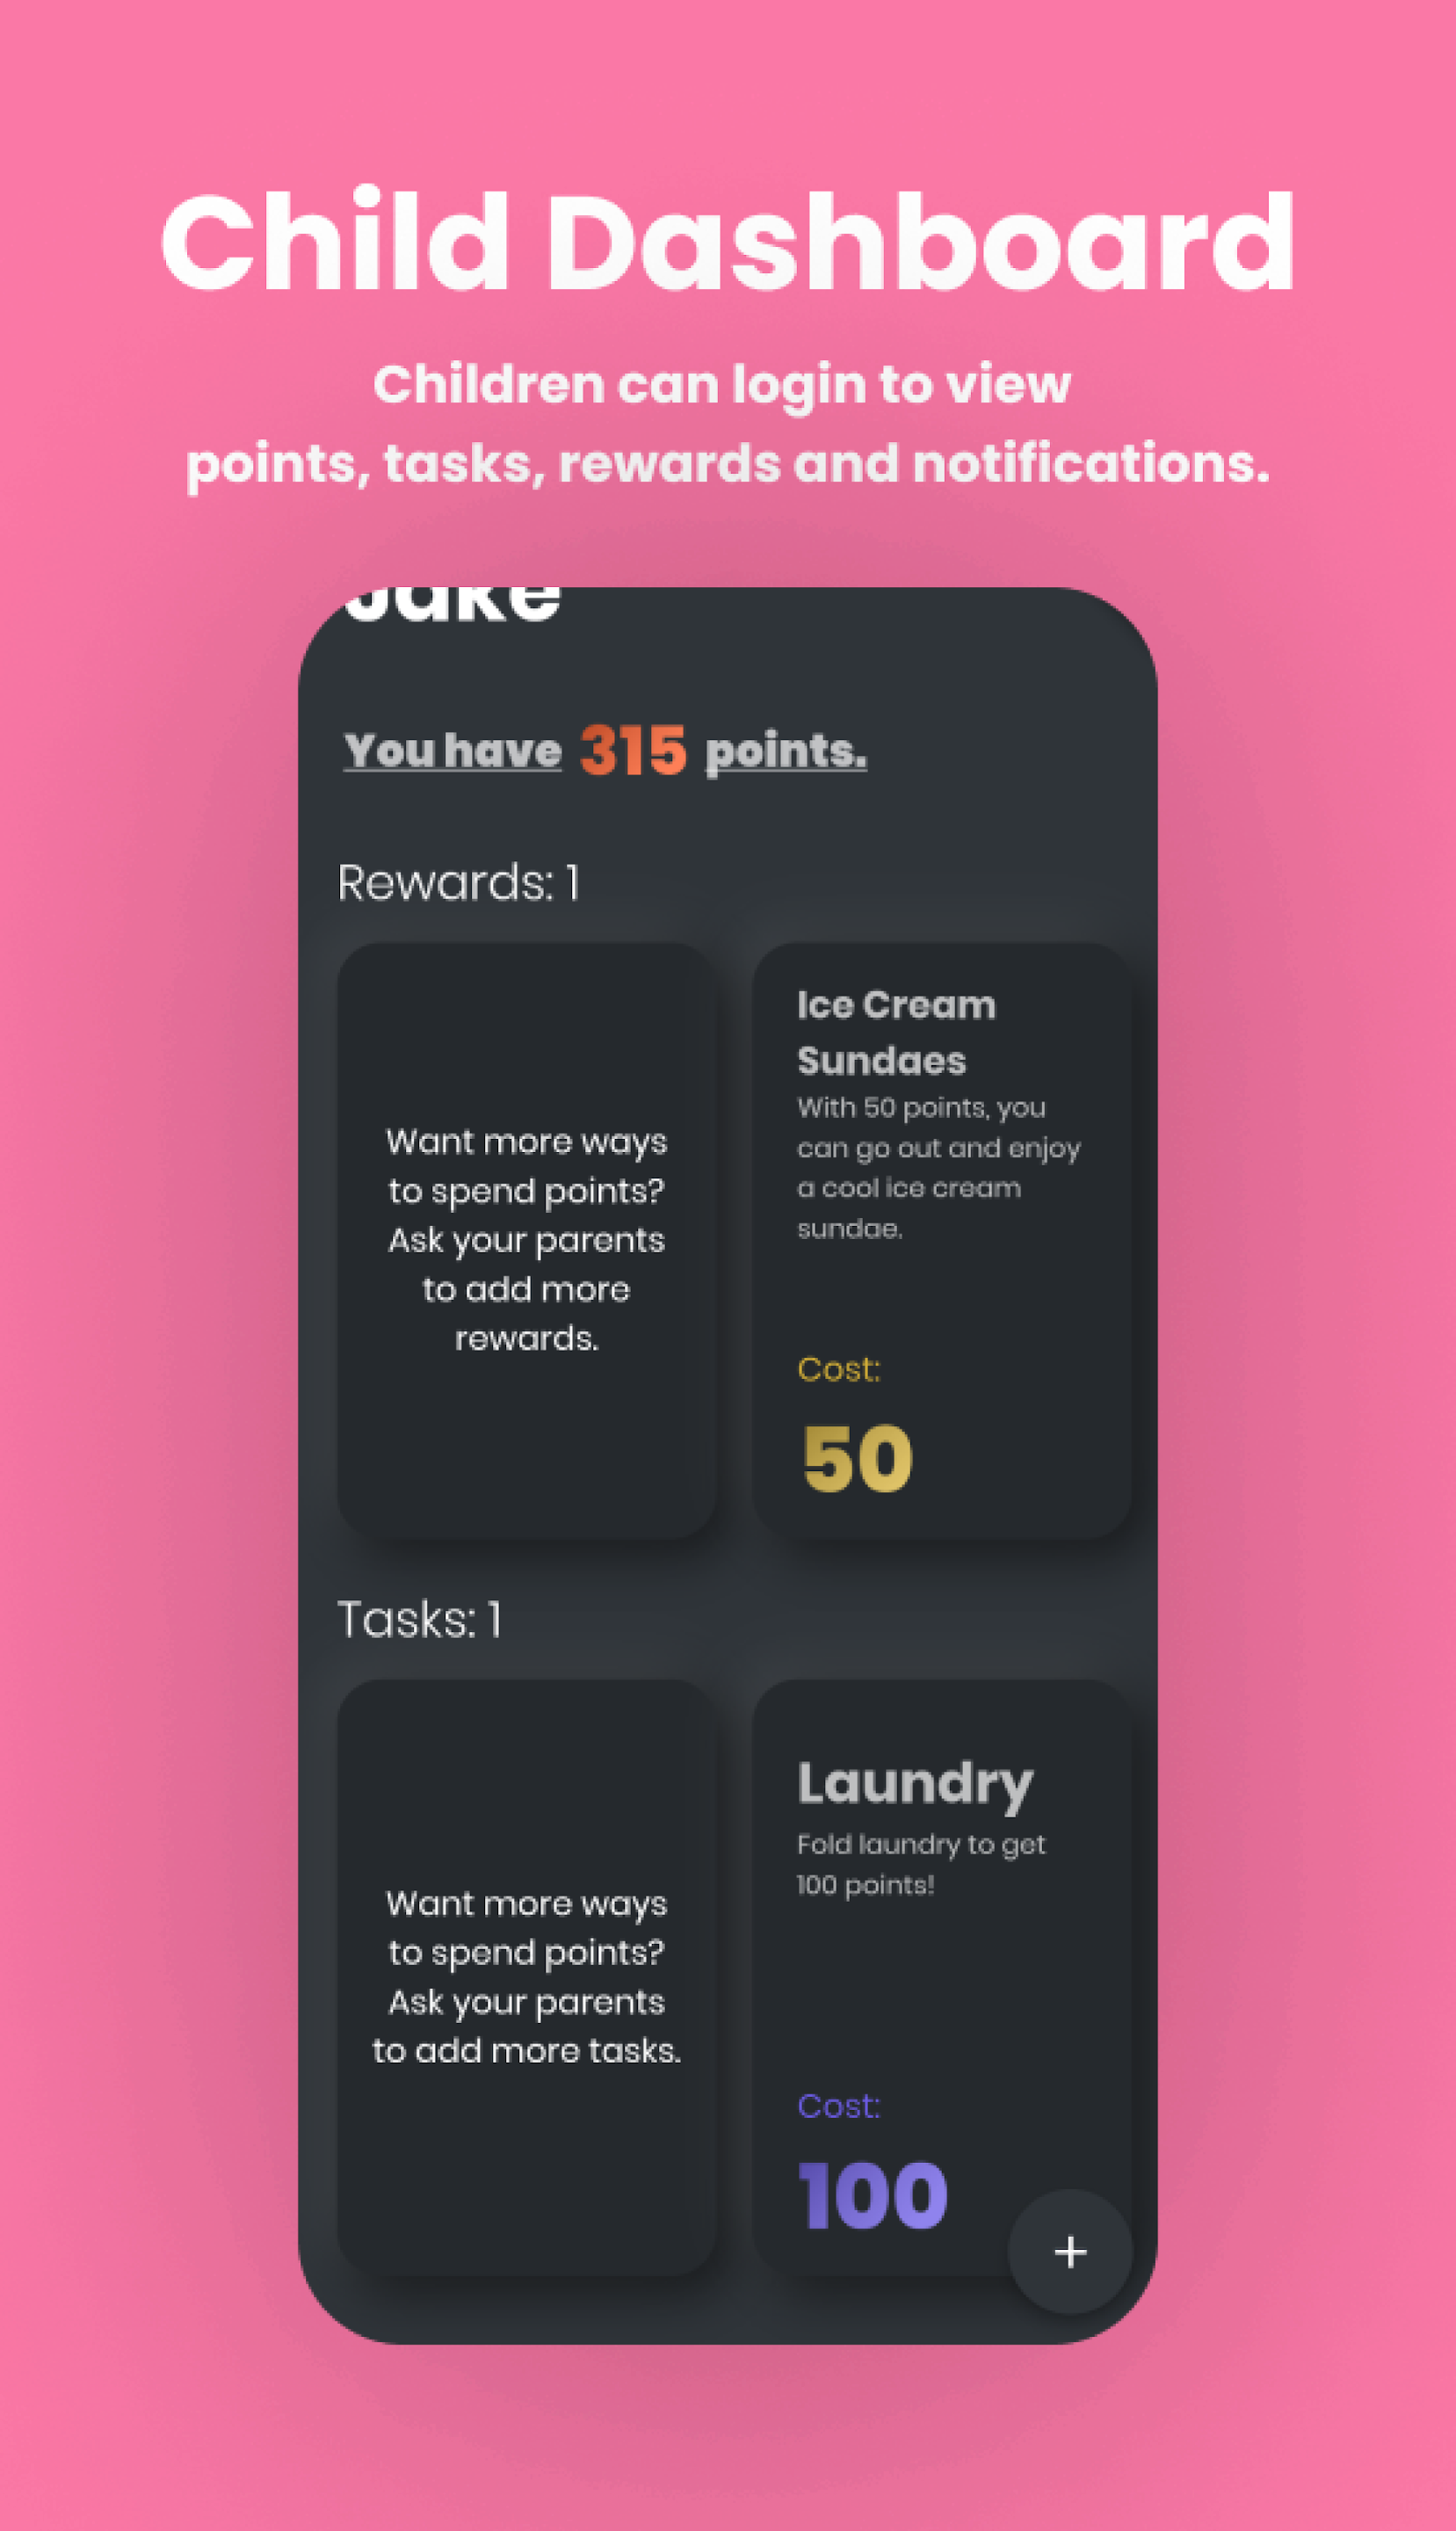 Child Dashboard
Children can login to view
points, tasks, rewards and notifications.
Jake
You have 315 points.
Rewards: 1
Want more ways
to spend points?
Ask your parents
to add more
rewards.
Ice Cream
Sundaes
With 50 points, you
can go out and enjoy
a cool ice cream
sundae.
Cost:
50
Tasks: 1
Want more ways
to spend points?
Ask your parents
to add more tasks.
Laundry
Fold laundry to get
100 points!
Cost:
100
+